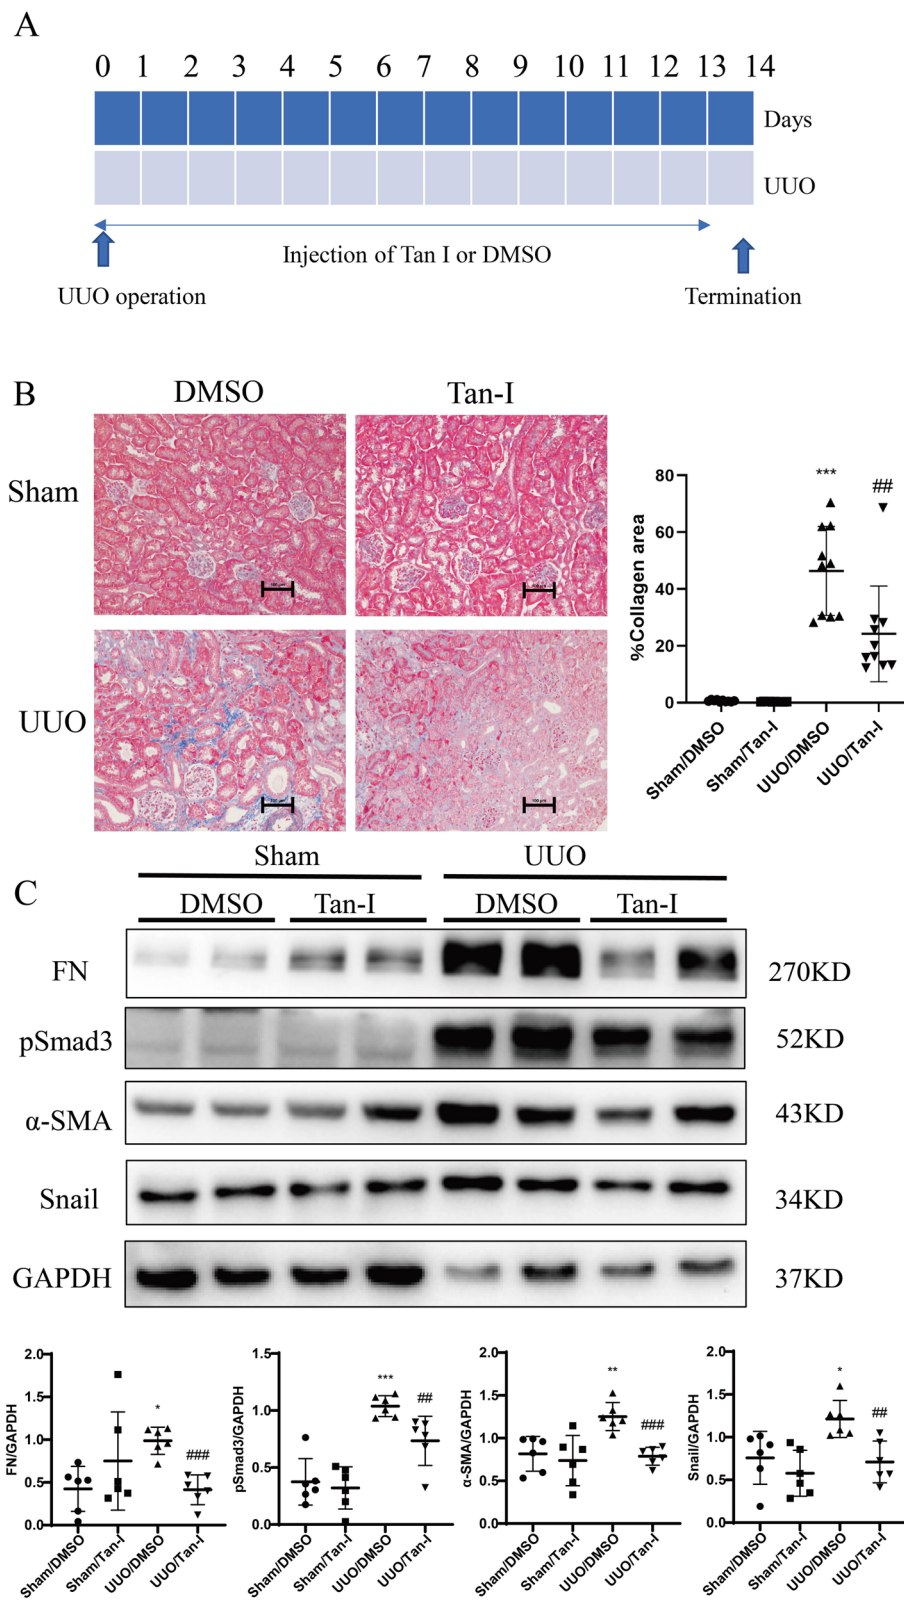 A
0 1 2 3 4 5 6 7 8 9 10 11 12 13 14
Days
UUO
Injection of Tan I or DMSO
UUO operation
Termination
B
DMSO
Tan-I
Sham
UUO
100 μm
%Collagen area
80
60
40
20
0
***
##
Sham/DMSO
Sham/Tan-I
UUO/DMSO
UUO/Tan-I
C
Sham
UUO
DMSO
Tan-I
DMSO
Tan-I
FN
270KD
pSmad3
52KD
α-SMA
43KD
Snail
34KD
GAPDH
37KD
FN/GAPDH
2.0
1.5
1.0
0.5
0.0
*
###
Sham/DMSO
Sham/Tan-I
UUO/DMSO
UUO/Tan-I
pSmad3/GAPDH
1.5
1.0
0.5
0.0
***
##
Sham/DMSO
Sham/Tan-I
UUO/DMSO
UUO/Tan-I
α-SMA/GAPDH
2.0
1.5
1.0
0.5
0.0
**
###
Sham/DMSO
Sham/Tan-I
UUO/DMSO
UUO/Tan-I
Snail/GAPDH
2.0
1.5
1.0
0.5
0.0
*
##
Sham/DMSO
Sham/Tan-I
UUO/DMSO
UUO/Tan-I